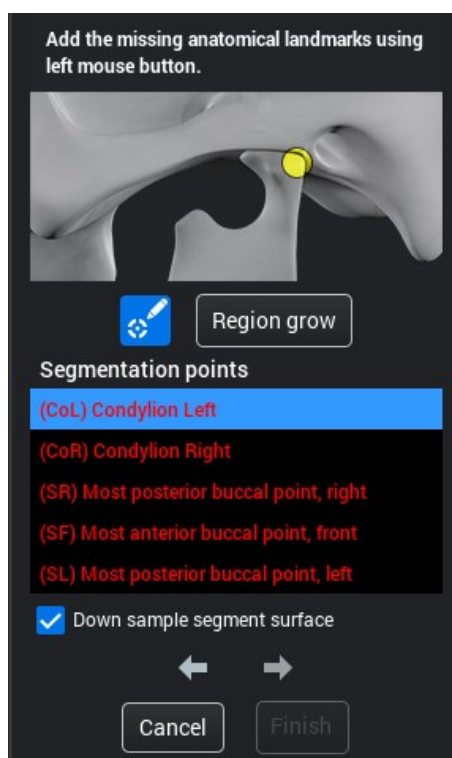 Add the missing anatomical landmarks using
left mouse button.
Region grow
Segmentation points
(CoL) Condylion Left
(CoR) Condylion Right
(SR) Most posterior buccal point, right
(SF) Most anterior buccal point, front
(SL) Most posterior buccal point, left
Down sample segment surface
Cancel
Finish